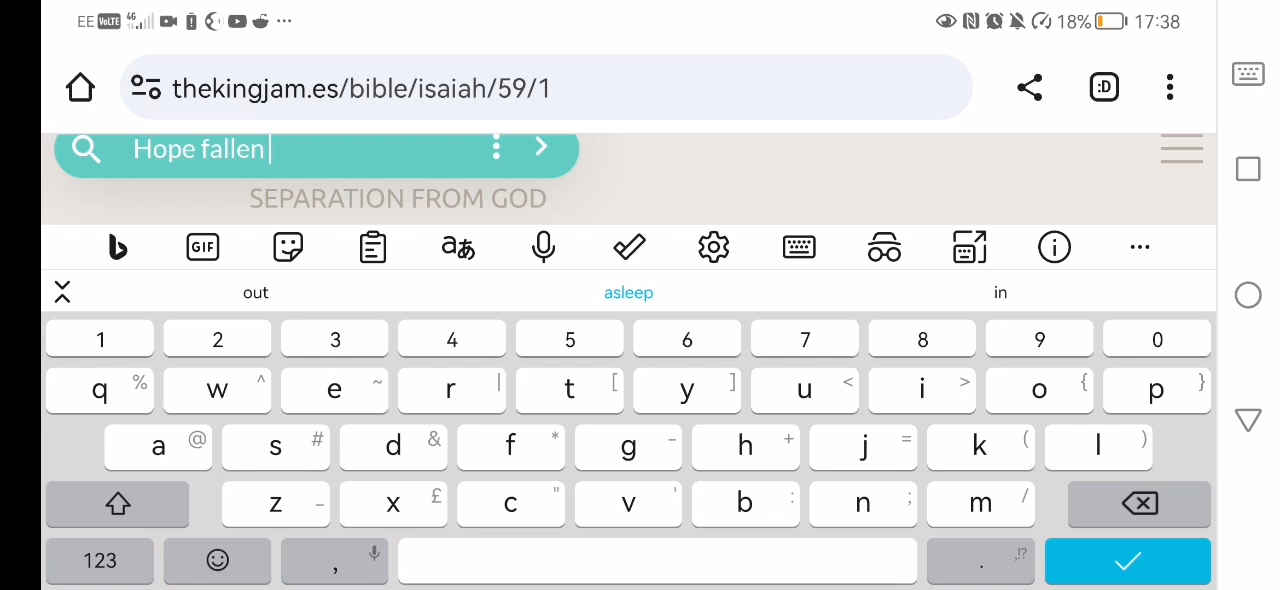 EE VoLTE 4G 18% 17:38
thekingjam.es/bible/isaiah/59/1 :D
Hope fallen
SEPARATION FROM GOD
GIF aあ
out asleep in
1 2 3 4 5 6 7 8 9 0
q % w ^ e ~ r | t [ y ] u < i > o { p }
a @ s # d & f * g - h + j = k ( l )
z _ x £ c " v ' b : n ; m /
123 , . ,!?